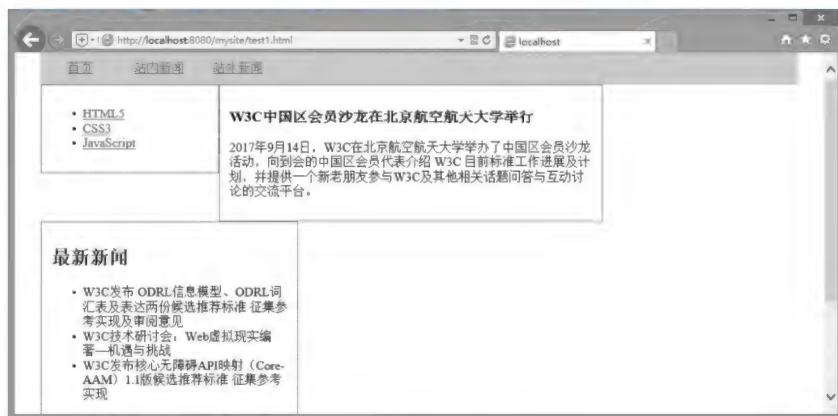 http://localhost:8080/mysite/test1.html
localhost
首页 站内新闻 站外新闻
HTML5
CSS3
JavaScript
W3C中国区会员沙龙在北京航空航天大学举行
2017年9月14日，W3C在北京航空航天大学举办了中国区会员沙龙
活动，向到会的中国区会员代表介绍 W3C 目前标准工作进展及计
划，并提供一个新老朋友参与W3C及其他相关话题问答与互动讨
论的交流平台。
最新新闻
W3C发布 ODRL信息模型、ODRL词
汇表及表达两份候选推荐标准 征集参
考实现及审阅意见
W3C技术研讨会：Web虚拟现实编
著—机遇与挑战
W3C发布核心无障碍API映射（Core-
AAM）1.1版候选推荐标准 征集参考
实现